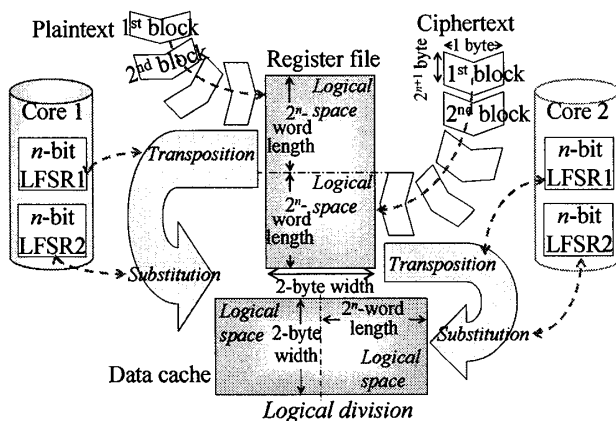 Plaintext
1st block
2nd block
Ciphertext
1 byte
2n+1 byte
1st block
2nd block
Register file
Logical
space
2n-
word
length
Logical
space
2n-
word
length
2-byte width
Core 1
n-bit
LFSR1
n-bit
LFSR2
Transposition
Substitution
Core 2
n-bit
LFSR1
n-bit
LFSR2
Transposition
Substitution
Logical
space
2-byte
width
2n-word
length
Logical
space
Data cache
Logical division